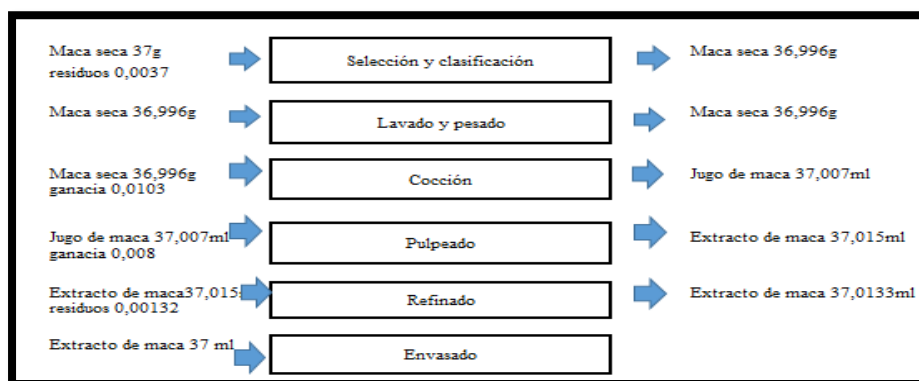 Maca seca 37g
residuos 0,0037
Selección y clasificación
Maca seca 36,996g
Maca seca 36,996g
Lavado y pesado
Maca seca 36,996g
Maca seca 36,996g
ganacia 0,0103
Cocción
Jugo de maca 37,007ml
Jugo de maca 37,007ml
ganacia 0,008
Pulpeado
Extracto de maca 37,015ml
Extracto de maca37,015
residuos 0,00132
Refinado
Extracto de maca 37,0133ml
Extracto de maca 37 ml
Envasado